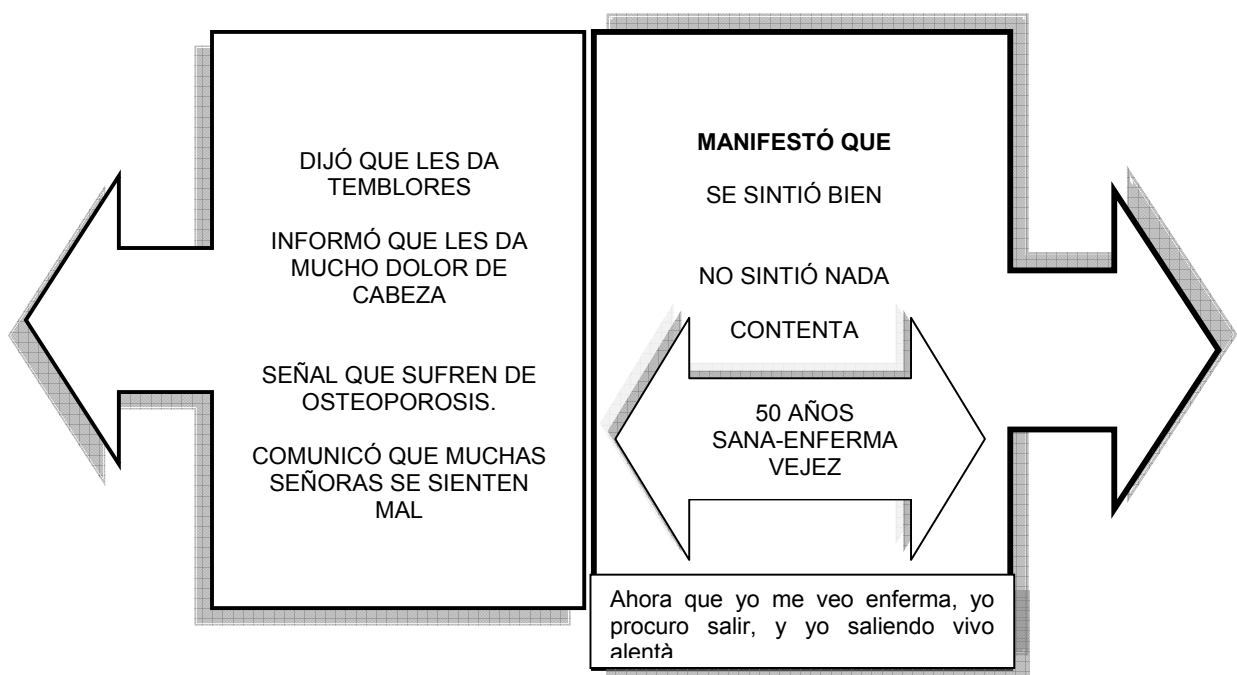 DIJÓ QUE LES DA
TEMBLORES
INFORMÓ QUE LES DA
MUCHO DOLOR DE
CABEZA
SEÑAL QUE SUFREN DE
OSTEOPOROSIS.
COMUNICÓ QUE MUCHAS
SEÑORAS SE SIENTEN
MAL
MANIFESTÓ QUE
SE SINTIÓ BIEN
NO SINTIÓ NADA
CONTENTA
50 AÑOS
SANA-ENFERMA
VEJEZ
Ahora que yo me veo enferma, yo
procuro salir, y yo saliendo vivo
alentà